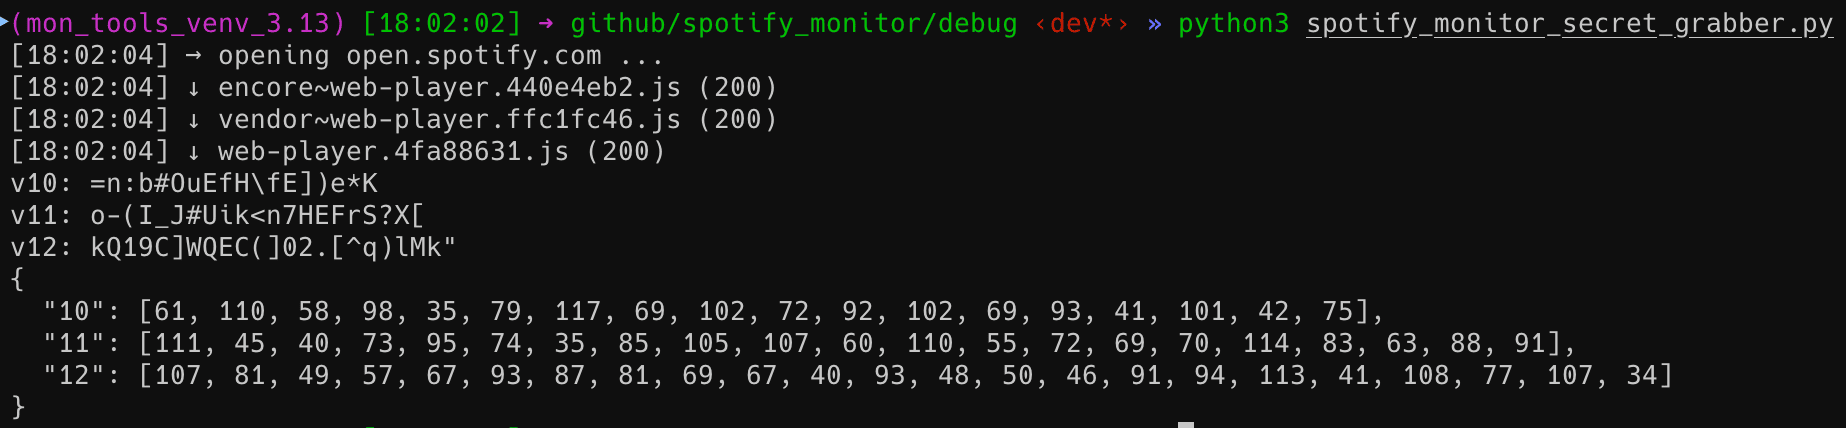 (mon_tools_venv_3.13) [18:02:02] → github/spotify_monitor/debug ‹dev*› » python3 spotify_monitor_secret_grabber.py
[18:02:04] → opening open.spotify.com ...
[18:02:04] ↓ encore~web-player.440e4eb2.js (200)
[18:02:04] ↓ vendor~web-player.ffc1fc46.js (200)
[18:02:04] ↓ web-player.4fa88631.js (200)
v10: =n:b#OuEfH\fE])e*K
v11: o-(I_J#Uik<n7HEFrS?X[
v12: kQ19C]WQEC(]02.[^q)lMk"
{
  "10": [61, 110, 58, 98, 35, 79, 117, 69, 102, 72, 92, 102, 69, 93, 41, 101, 42, 75],
  "11": [111, 45, 40, 73, 95, 74, 35, 85, 105, 107, 60, 110, 55, 72, 69, 70, 114, 83, 63, 88, 91],
  "12": [107, 81, 49, 57, 67, 93, 87, 81, 69, 67, 40, 93, 48, 50, 46, 91, 94, 113, 41, 108, 77, 107, 34]
}